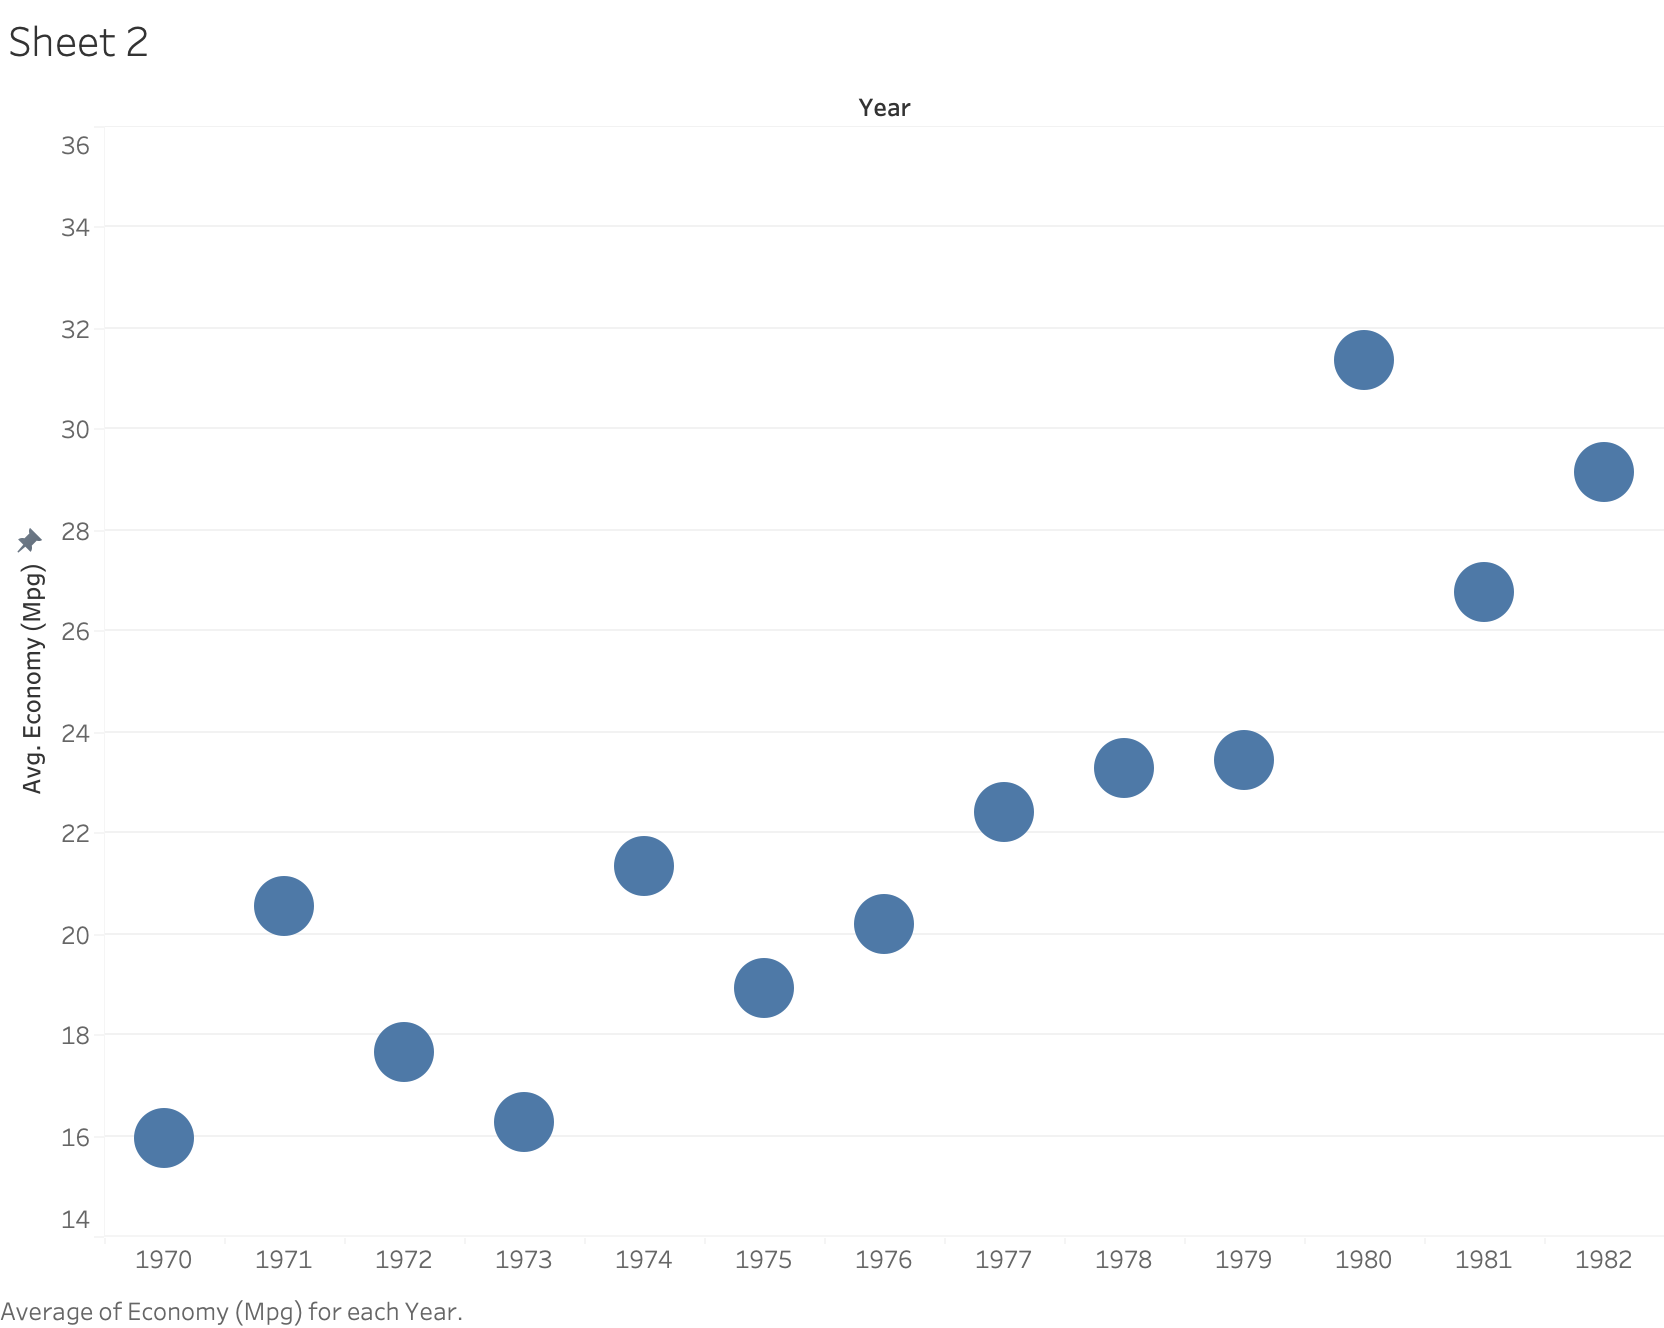 Sheet 2
Year
36
34
32
30
28
26
24
22
20
18
16
14
Avg. Economy (Mpg)
1970 1971 1972 1973 1974 1975 1976 1977 1978 1979 1980 1981 1982
Average of Economy (Mpg) for each Year.